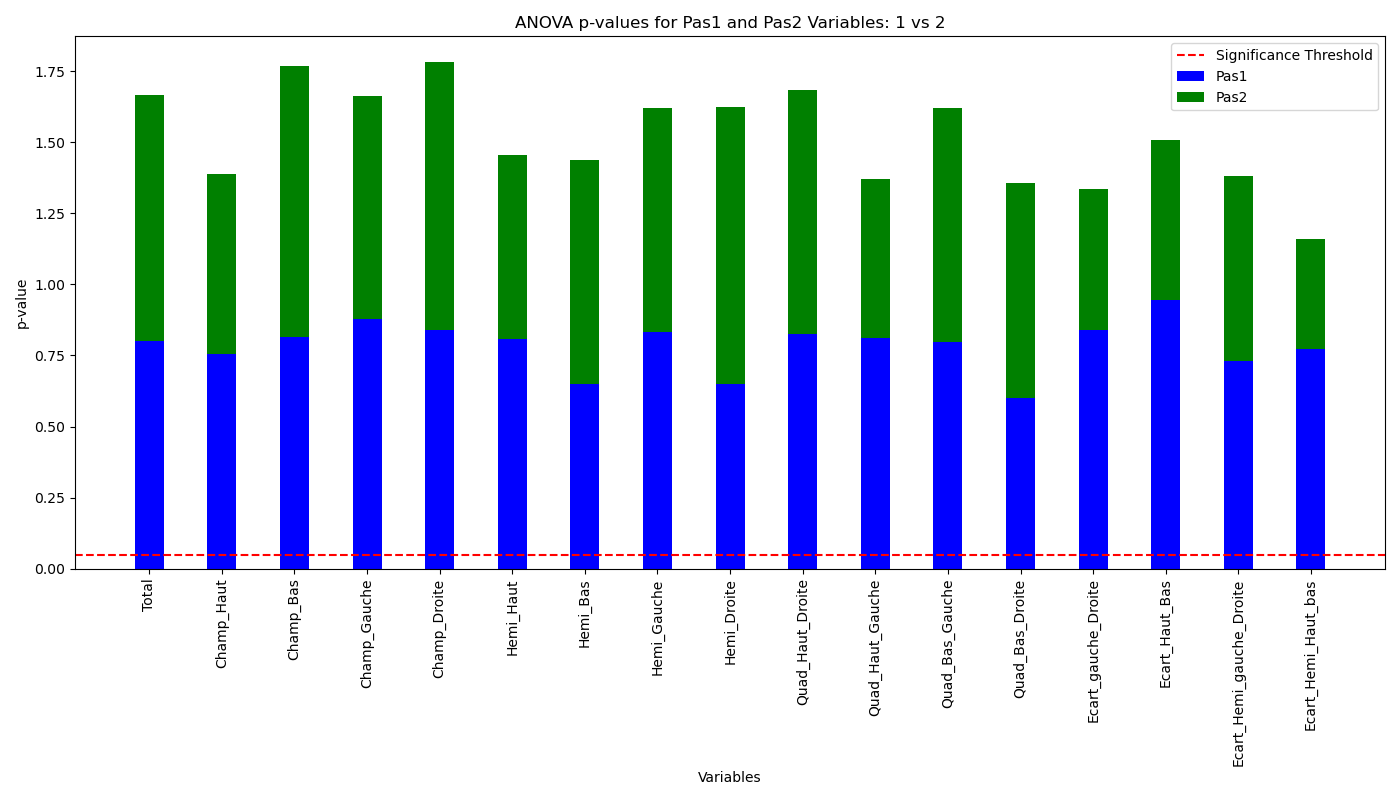 ANOVA p-values for Pas1 and Pas2 Variables: 1 vs 2
Significance Threshold
Pas1
Pas2
p-value
1.75
1.50
1.25
1.00
0.75
0.50
0.25
0.00
Total
Champ_Haut
Champ_Bas
Champ_Gauche
Champ_Droite
Hemi_Haut
Hemi_Bas
Hemi_Gauche
Hemi_Droite
Quad_Haut_Droite
Quad_Haut_Gauche
Quad_Bas_Gauche
Quad_Bas_Droite
Ecart_gauche_Droite
Ecart_Haut_Bas
Ecart_Hemi_gauche_Droite
Ecart_Hemi_Haut_bas
Variables